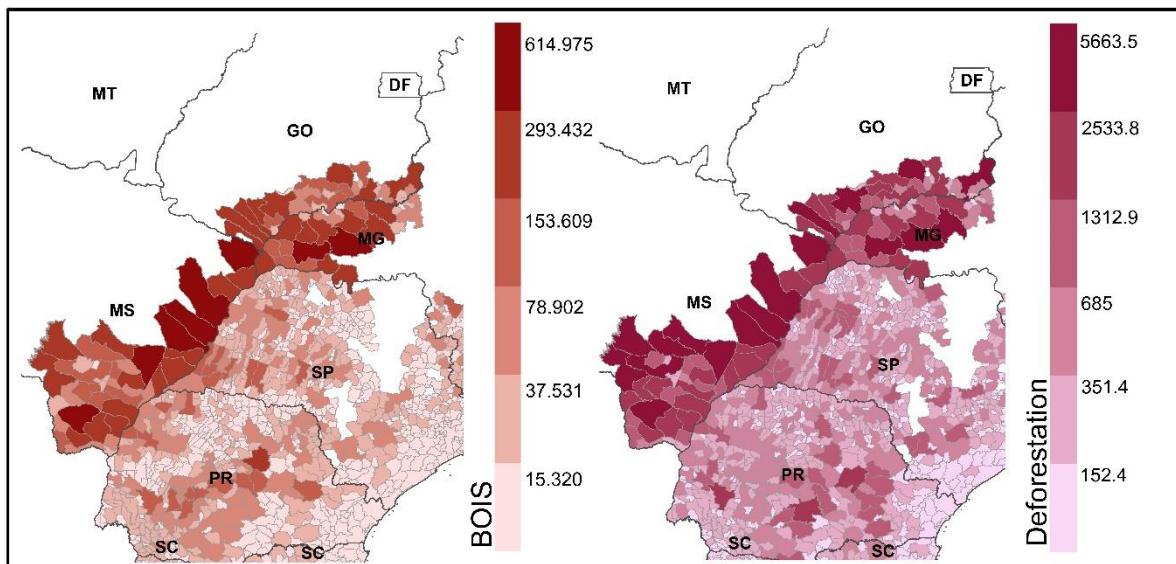 MT
GO
DF
MG
MS
SP
PR
SC
SC
BOIS
614.975
293.432
153.609
78.902
37.531
15.320
MT
GO
DF
MG
MS
SP
PR
SC
SC
Deforestation
5663.5
2533.8
1312.9
685
351.4
152.4